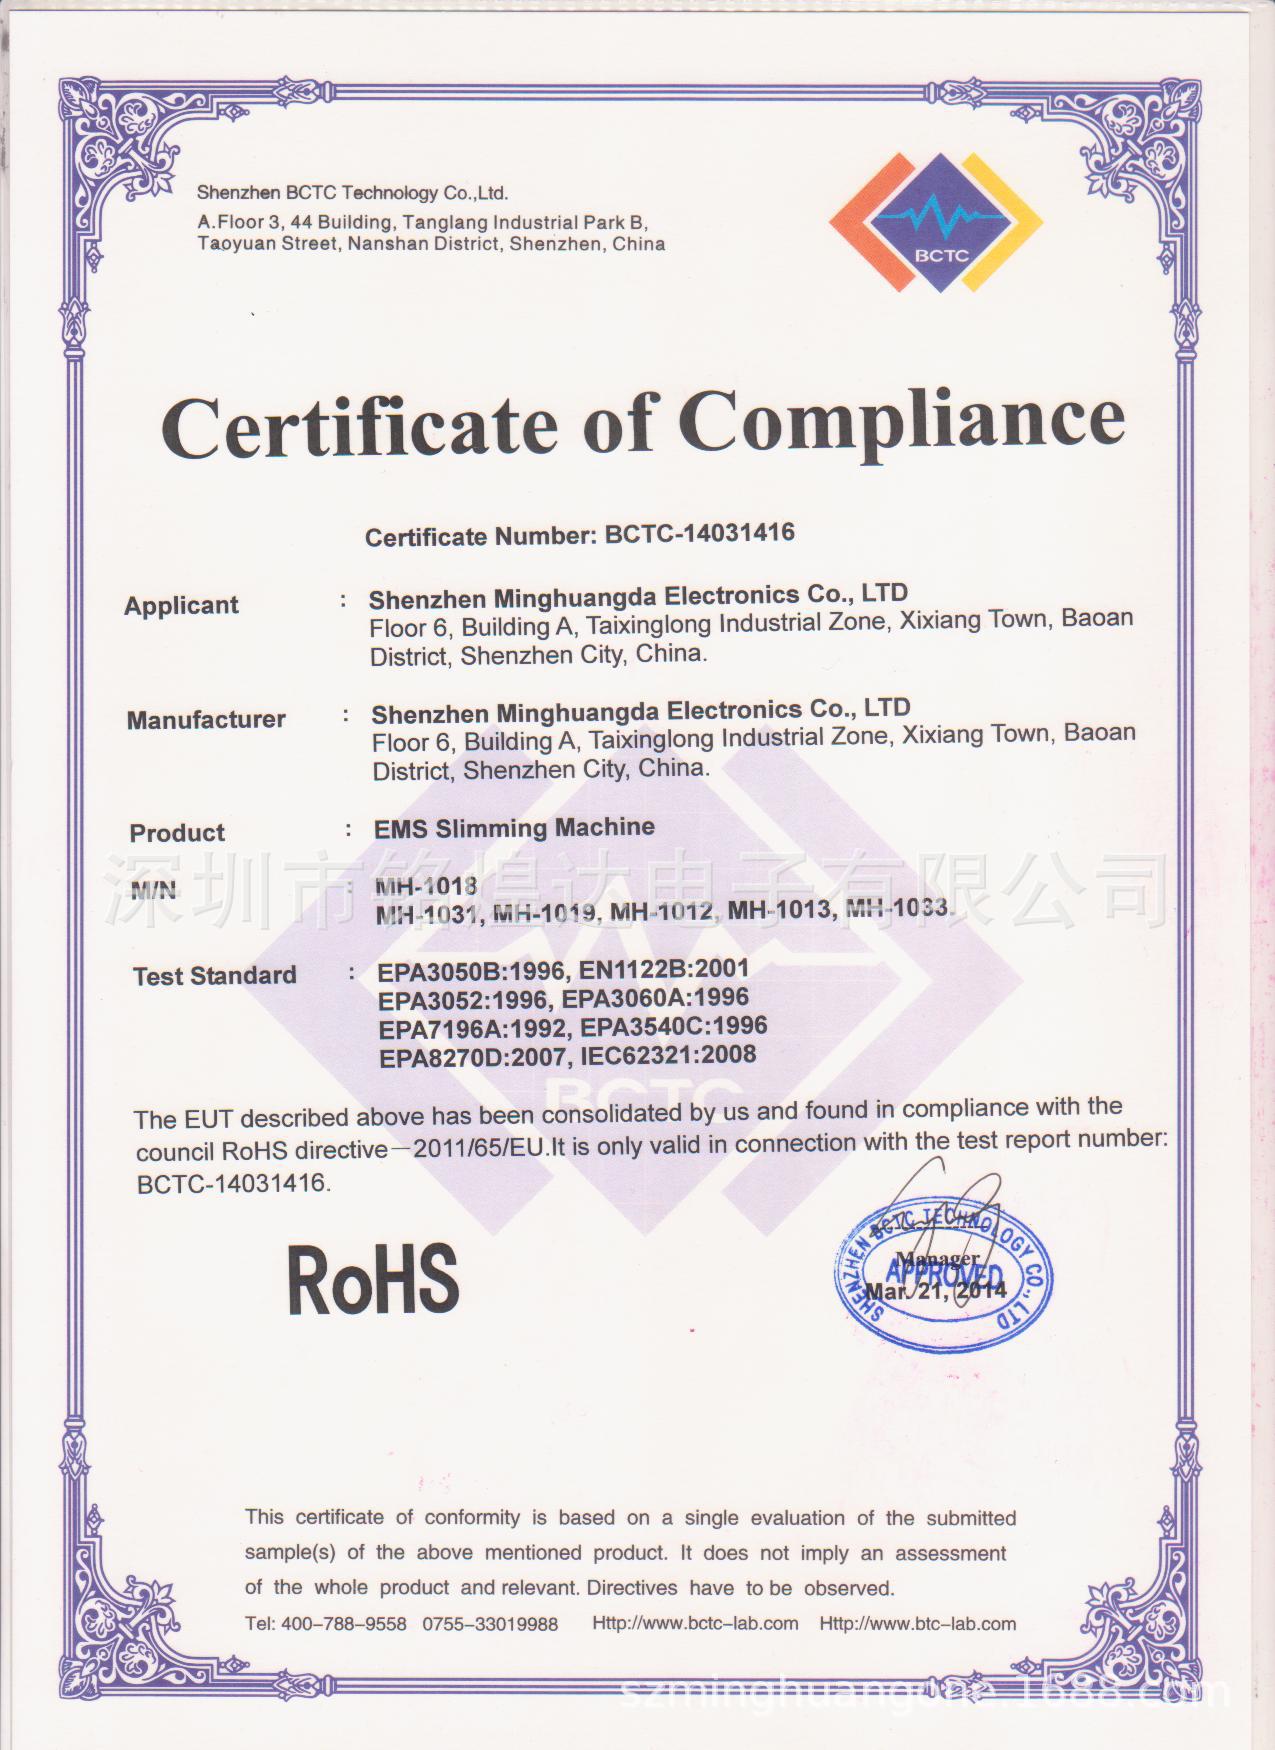 Shenzhen BCTC Technology Co.,Ltd.
A.Floor 3, 44 Building, Tanglang Industrial Park B,
Taoyuan Street, Nanshan District, Shenzhen, China
BCTC
Certificate of Compliance
Certificate Number: BCTC-14031416
Applicant : Shenzhen Minghuangda Electronics Co., LTD
Floor 6, Building A, Taixinglong Industrial Zone, Xixiang Town, Baoan
District, Shenzhen City, China.
Manufacturer : Shenzhen Minghuangda Electronics Co., LTD
Floor 6, Building A, Taixinglong Industrial Zone, Xixiang Town, Baoan
District, Shenzhen City, China.
Product : EMS Slimming Machine
深圳市铭煌达电子有限公司
M/N : MH-1018
MH-1031, MH-1019, MH-1012, MH-1013, MH-1033.
Test Standard : EPA3050B:1996, EN1122B:2001
EPA3052:1996, EPA3060A:1996
EPA7196A:1992, EPA3540C:1996
EPA8270D:2007, IEC62321:2008
BCTC
The EUT described above has been consolidated by us and found in compliance with the
council RoHS directive—2011/65/EU.It is only valid in connection with the test report number:
BCTC-14031416.
RoHS
SHENZHEN BCTC TECHNOLOGY CO., LTD
Manager
APPROVED
Mar. 21, 2014
This certificate of conformity is based on a single evaluation of the submitted
sample(s) of the above mentioned product. It does not imply an assessment
of the whole product and relevant. Directives have to be observed.
Tel: 400-788-9558 0755-33019988 Http://www.bctc-lab.com Http://www.btc-lab.com
szminghuangone.1688.com